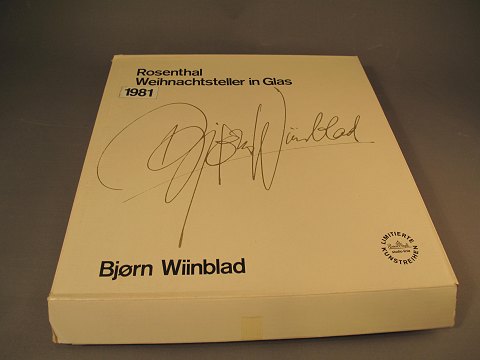 Rosenthal
Weihnachtsteller in Glas
1981
Bjørn Wiinblad
Bjørn Wiinblad
LIMITIERTE
KUNSTREIHEN